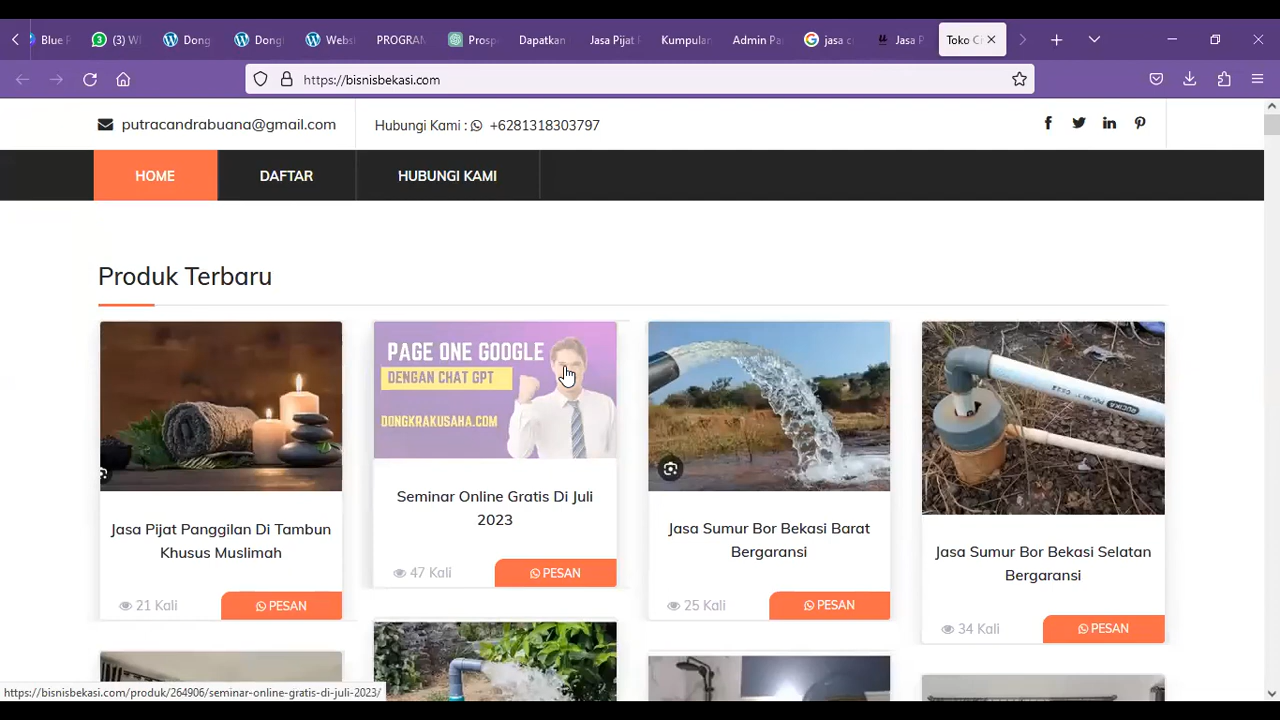 Blue
(3) W
Dong
Dong
Websi
PROGRAM
Prosp
Dapatkan
Jasa Pijat
Kumpulan
Admin Pa
jasa c
Jasa P
Toko C
https://bisnisbekasi.com
putracandrabuana@gmail.com
Hubungi Kami : +6281318303797
HOME
DAFTAR
HUBUNGI KAMI
Produk Terbaru
PAGE ONE GOOGLE
DENGAN CHAT GPT
DONGKRAKUSAHA.COM
Jasa Pijat Panggilan Di Tambun
Khusus Muslimah
21 Kali
PESAN
Seminar Online Gratis Di Juli
2023
47 Kali
PESAN
Jasa Sumur Bor Bekasi Barat
Bergaransi
25 Kali
PESAN
RUCIKA
Jasa Sumur Bor Bekasi Selatan
Bergaransi
34 Kali
PESAN
https://bisnisbekasi.com/produk/264906/seminar-online-gratis-di-juli-2023/